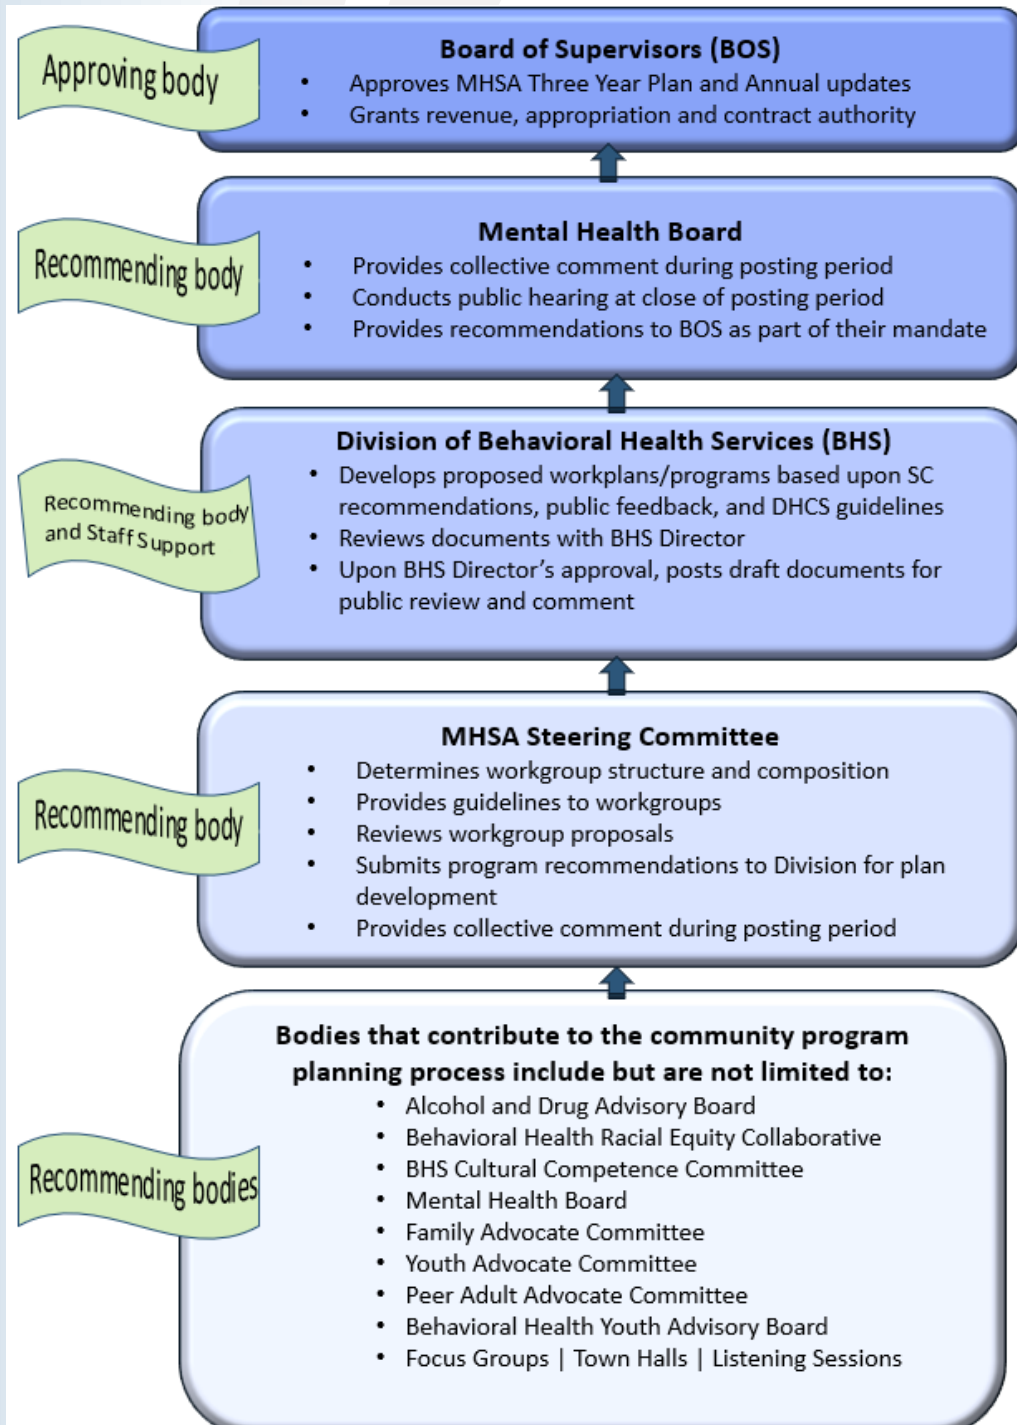 Approving body
Board of Supervisors (BOS)
• Approves MHSA Three Year Plan and Annual updates
• Grants revenue, appropriation and contract authority
Recommending body
Mental Health Board
• Provides collective comment during posting period
• Conducts public hearing at close of posting period
• Provides recommendations to BOS as part of their mandate
Recommending body
and Staff Support
Division of Behavioral Health Services (BHS)
• Develops proposed workplans/programs based upon SC
recommendations, public feedback, and DHCS guidelines
• Reviews documents with BHS Director
• Upon BHS Director’s approval, posts draft documents for
public review and comment
Recommending body
MHSA Steering Committee
• Determines workgroup structure and composition
• Provides guidelines to workgroups
• Reviews workgroup proposals
• Submits program recommendations to Division for plan
development
• Provides collective comment during posting period
Recommending bodies
Bodies that contribute to the community program
planning process include but are not limited to:
• Alcohol and Drug Advisory Board
• Behavioral Health Racial Equity Collaborative
• BHS Cultural Competence Committee
• Mental Health Board
• Family Advocate Committee
• Youth Advocate Committee
• Peer Adult Advocate Committee
• Behavioral Health Youth Advisory Board
• Focus Groups | Town Halls | Listening Sessions